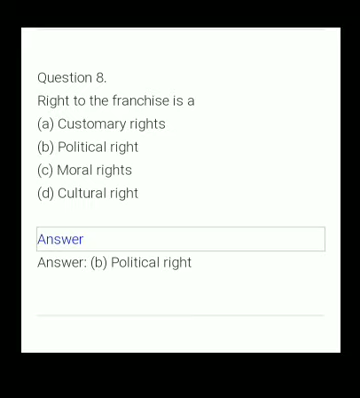 Question 8.
Right to the franchise is a
(a) Customary rights
(b) Political right
(c) Moral rights
(d) Cultural right
Answer
Answer: (b) Political right